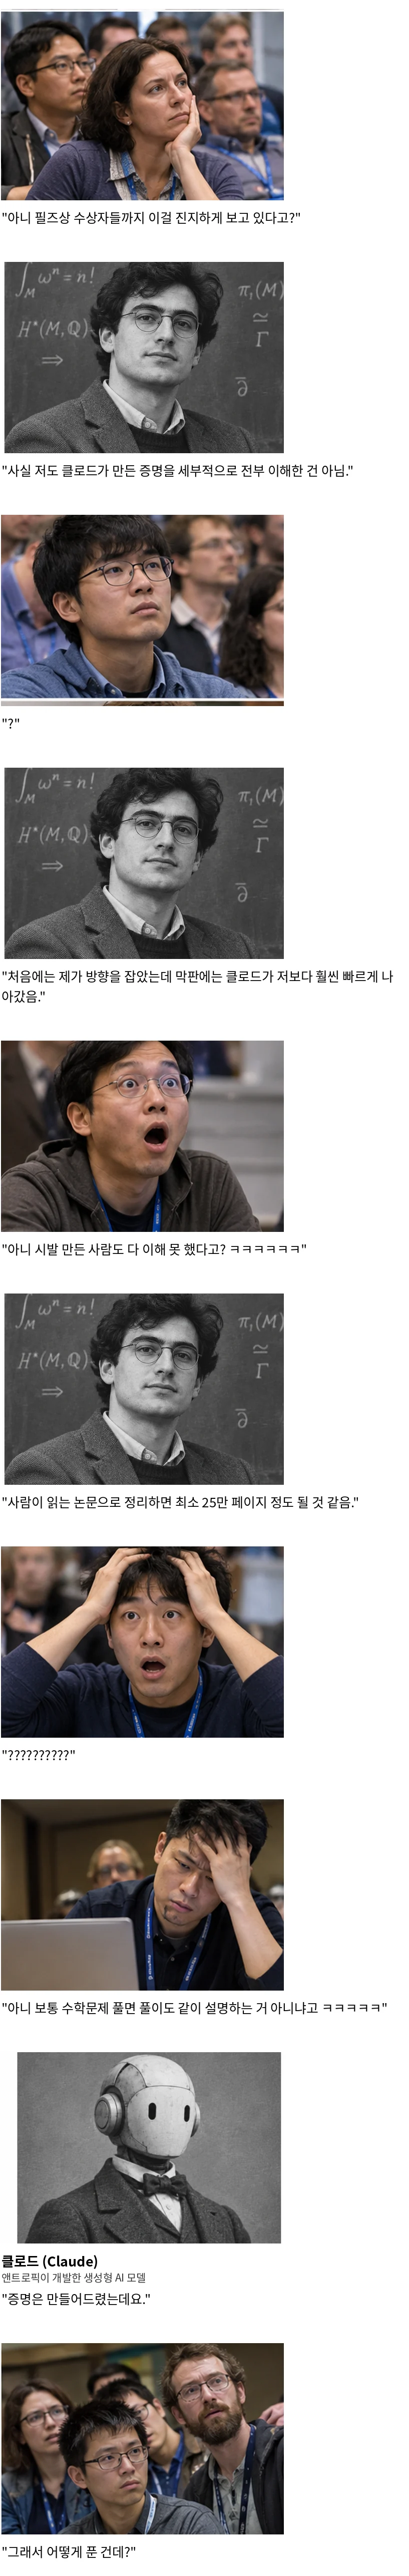 "아니 필즈상 수상자들까지 이걸 진지하게 보고 있다고?"
∫_M ωⁿ = n!
π₁(M)
H*(M,Q)
≃
⇒
Γ
∂̄
"사실 저도 클로드가 만든 증명을 세부적으로 전부 이해한 건 아님."
"?"
∫_M ωⁿ = n!
π₁(M)
H*(M,Q)
≃
⇒
Γ
∂̄
"처음에는 제가 방향을 잡았는데 막판에는 클로드가 저보다 훨씬 빠르게 나
아갔음."
"아니 시발 만든 사람도 다 이해 못 했다고? ㅋㅋㅋㅋㅋㅋ"
∫_M ωⁿ = n!
π₁(M)
H*(M,Q)
≃
⇒
Γ
∂̄
"사람이 읽는 논문으로 정리하면 최소 25만 페이지 정도 될 것 같음."
"??????????"
"아니 보통 수학문제 풀면 풀이도 같이 설명하는 거 아니냐고 ㅋㅋㅋㅋㅋ"
클로드 (Claude)
앤트로픽이 개발한 생성형 AI 모델
"증명은 만들어드렸는데요."
"그래서 어떻게 푼 건데?"